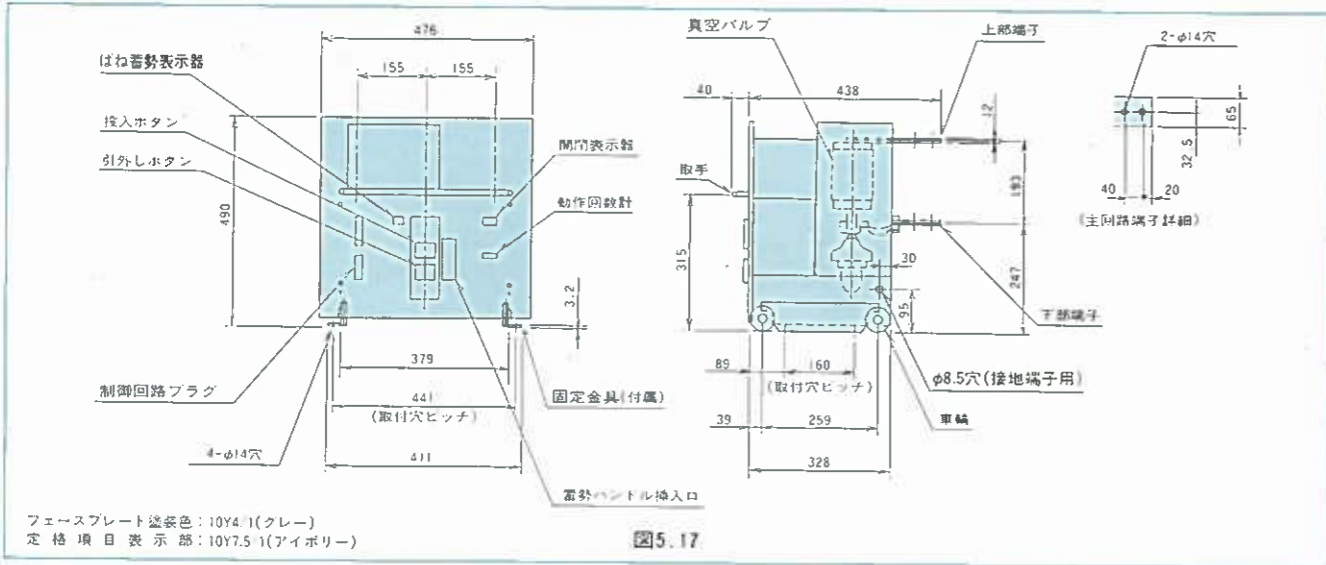 476
ばね蓄勢表示器
155
155
投入ボタン
引外しボタン
開閉表示器
動作回数計
490
3.2
379
制御回路プラグ
441
(取付穴ピッチ)
固定金具(付属)
4-φ14穴
411
蓄勢ハンドル挿入口
真空バルブ
上部端子
40
438
12
取手
193
315
30
247
95
下部端子
89
160
(取付穴ピッチ)
φ8.5穴(接地端子用)
39
259
車輪
328
2-φ14穴
65
32.5
40
20
(主回路端子詳細)
フェースプレート塗装色：10Y4/1(グレー)
定格項目表示部：10Y7.5/1(アイボリー)
図5.17